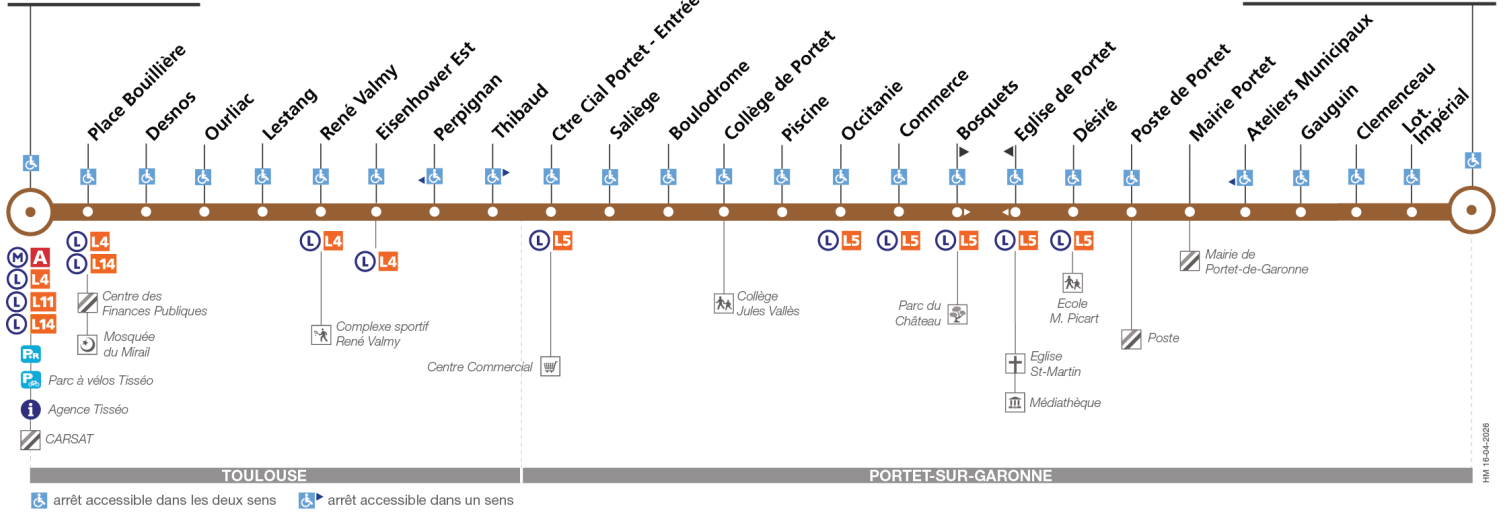 Place Bouillière
Desnos
Ourliac
Lestang
René Valmy
Eisenhower Est
Perpignan
Thibaud
Ctre Cial Portet - Entrée
Saliège
Boulodrome
Collège de Portet
Piscine
Occitanie
Commerce
Bosquets
Eglise de Portet
Désiré
Poste de Portet
Mairie Portet
Ateliers Municipaux
Gauguin
Clemenceau
Lot.
Impérial
M A
L L4
L L11
L L14
P+R
P
Parc à vélos Tisséo
i
Agence Tisséo
CARSAT
L L4
L L14
Centre des
Finances Publiques
Mosquée
du Mirail
L L4
Complexe sportif
René Valmy
L L4
L L5
Centre Commercial
Collège
Jules Vallès
L L5
L L5
L L5
Parc du
Château
L L5
Eglise
St-Martin
Médiathèque
L L5
Ecole
M. Picart
Poste
Mairie de
Portet-de-Garonne
TOULOUSE
PORTET-SUR-GARONNE
HM 16-04-2026
arrêt accessible dans les deux sens
arrêt accessible dans un sens